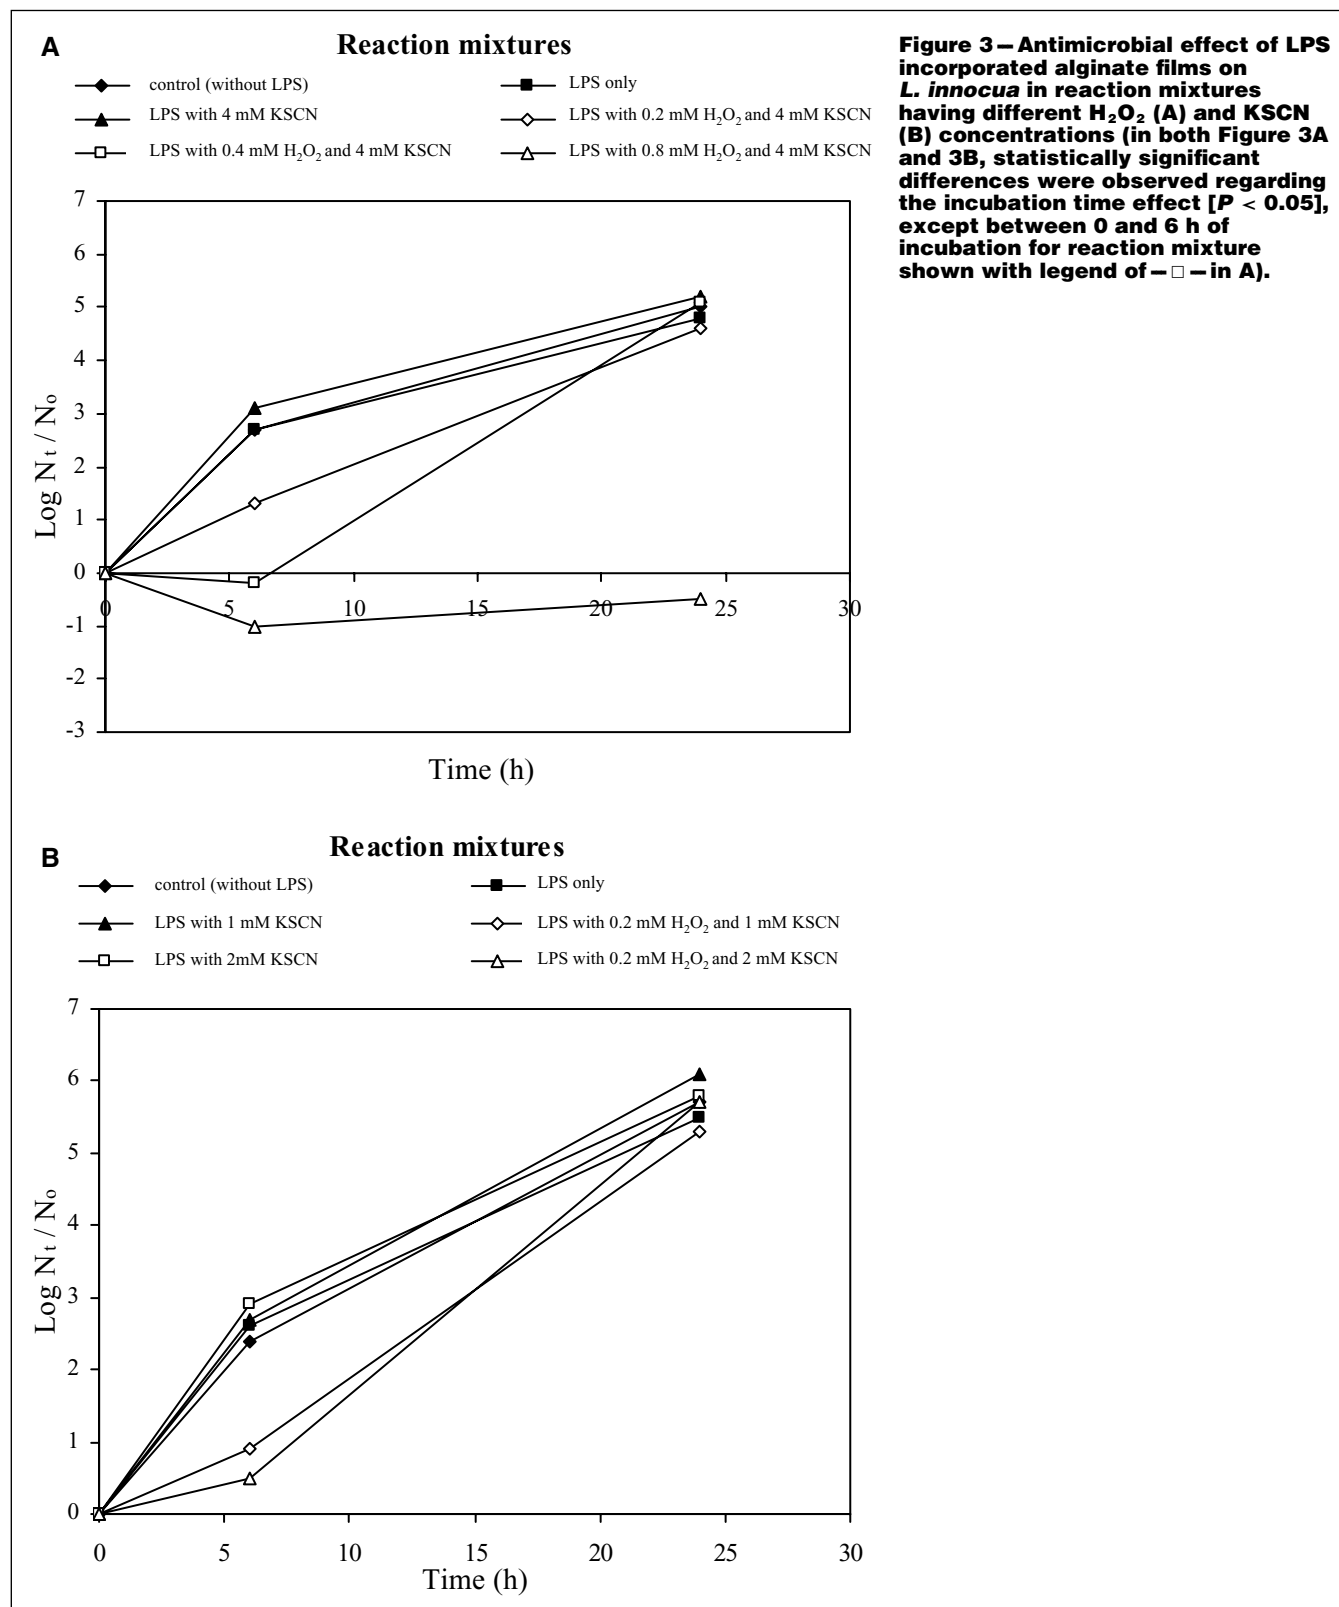 A
Reaction mixtures
control (without LPS)
LPS only
LPS with 4 mM KSCN
LPS with 0.2 mM H₂O₂ and 4 mM KSCN
LPS with 0.4 mM H₂O₂ and 4 mM KSCN
LPS with 0.8 mM H₂O₂ and 4 mM KSCN
7
6
5
4
3
2
1
0
-1
-2
-3
Log Nₜ / N₀
0 5 10 15 20 25 30
Time (h)
Figure 3—Antimicrobial effect of LPS
incorporated alginate films on
L. innocua in reaction mixtures
having different H₂O₂ (A) and KSCN
(B) concentrations (in both Figure 3A
and 3B, statistically significant
differences were observed regarding
the incubation time effect [P < 0.05],
except between 0 and 6 h of
incubation for reaction mixture
shown with legend of —□— in A).
B
Reaction mixtures
control (without LPS)
LPS only
LPS with 1 mM KSCN
LPS with 0.2 mM H₂O₂ and 1 mM KSCN
LPS with 2mM KSCN
LPS with 0.2 mM H₂O₂ and 2 mM KSCN
7
6
5
4
3
2
1
0
Log Nₜ / N₀
0 5 10 15 20 25 30
Time (h)